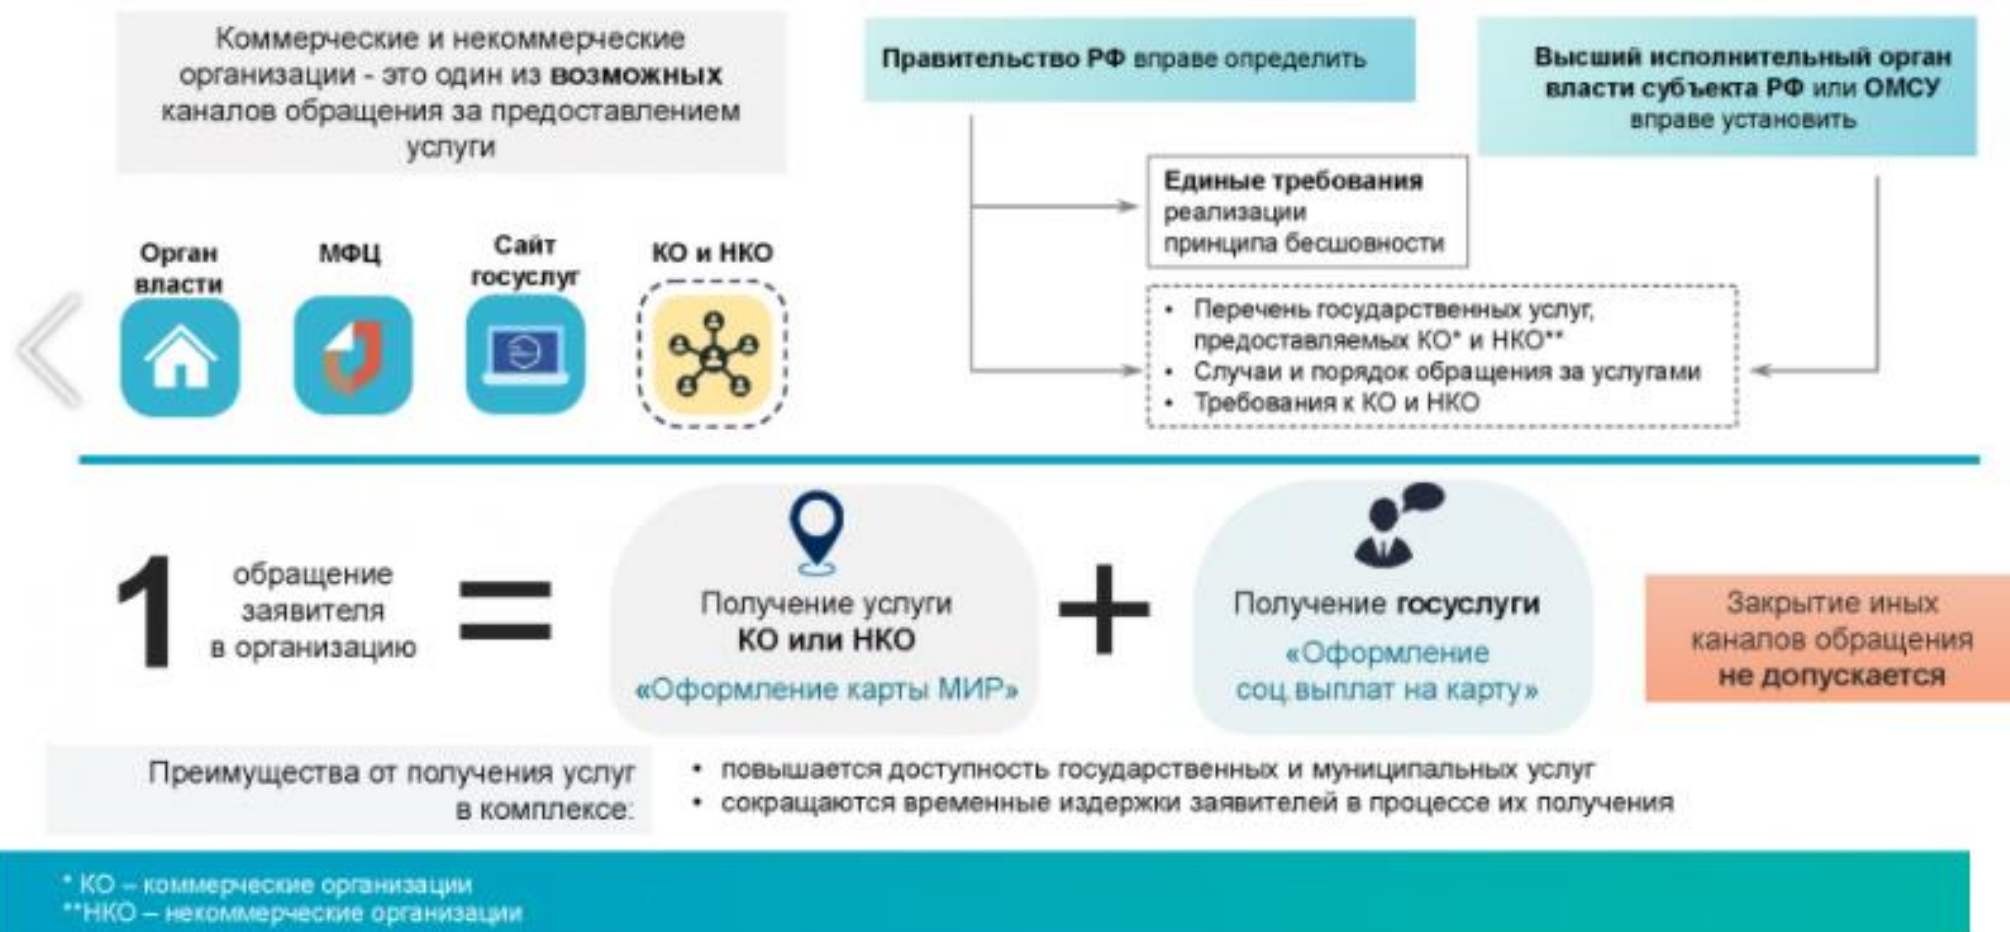 Коммерческие и некоммерческие
организации - это один из возможных
каналов обращения за предоставлением
услуги
Правительство РФ вправе определить
Высший исполнительный орган
власти субъекта РФ или ОМСУ
вправе установить
Единые требования
реализации
принципа бесшовности
Орган
власти
МФЦ
Сайт
госуслуг
КО и НКО
• Перечень государственных услуг,
предоставляемых КО* и НКО**
• Случаи и порядок обращения за услугами
• Требования к КО и НКО
1
обращение
заявителя
в организацию
=
Получение услуги
КО или НКО
«Оформление карты МИР»
+
Получение госуслуги
«Оформление
соц.выплат на карту»
Закрытие иных
каналов обращения
не допускается
Преимущества от получения услуг
в комплексе:
• повышается доступность государственных и муниципальных услуг
• сокращаются временные издержки заявителей в процессе их получения
* КО – коммерческие организации
**НКО – некоммерческие организации